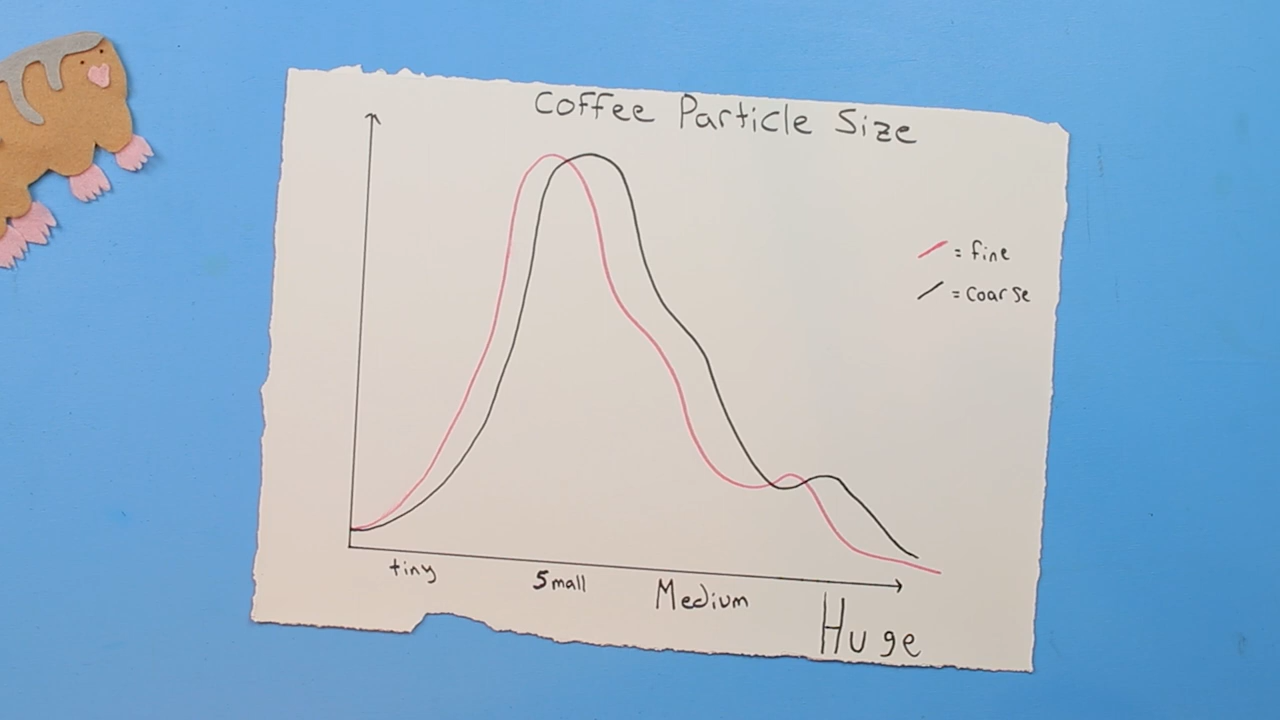 Coffee Particle Size
= fine
= coarse
tiny
Small
Medium
Huge